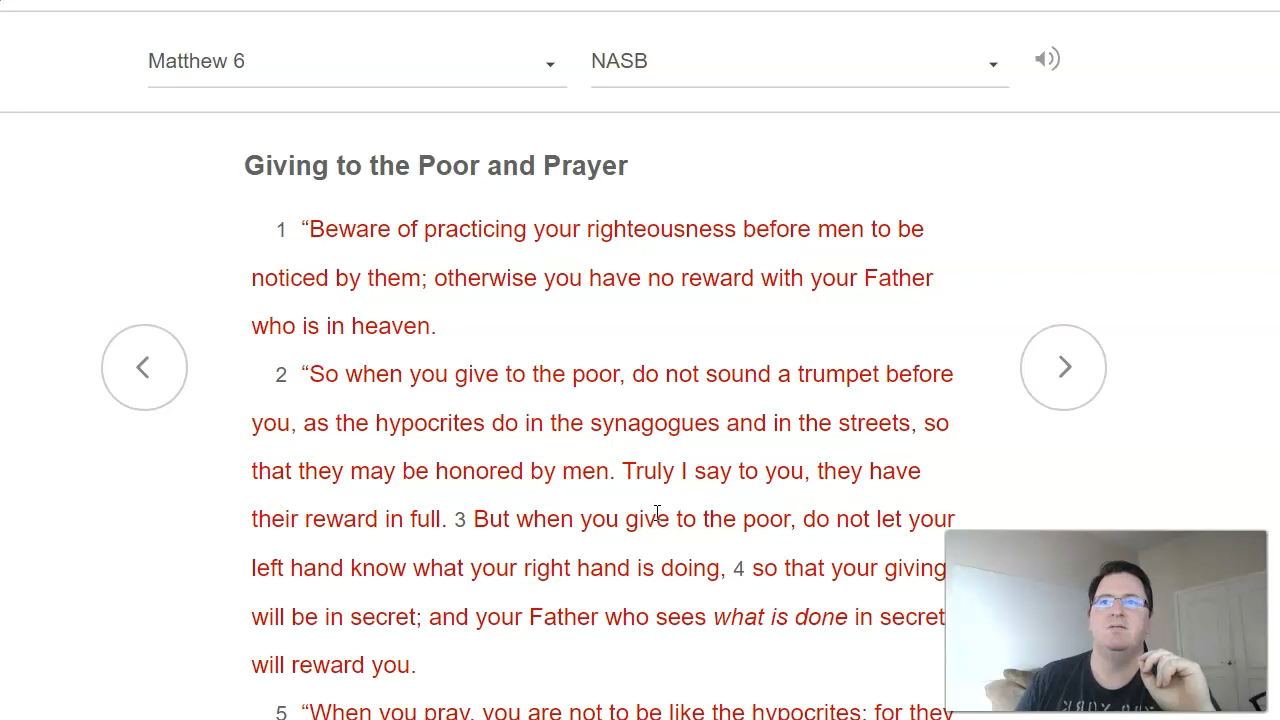 Matthew 6 NASB
Giving to the Poor and Prayer
1 “Beware of practicing your righteousness before men to be
noticed by them; otherwise you have no reward with your Father
who is in heaven.
2 “So when you give to the poor, do not sound a trumpet before
you, as the hypocrites do in the synagogues and in the streets, so
that they may be honored by men. Truly I say to you, they have
their reward in full. 3 But when you give to the poor, do not let your
left hand know what your right hand is doing, 4 so that your giving
will be in secret; and your Father who sees what is done in secret
will reward you.
5 “When you pray, you are not to be like the hypocrites; for they